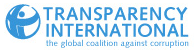 TRANSPARENCY
INTERNATIONAL
the global coalition against corruption